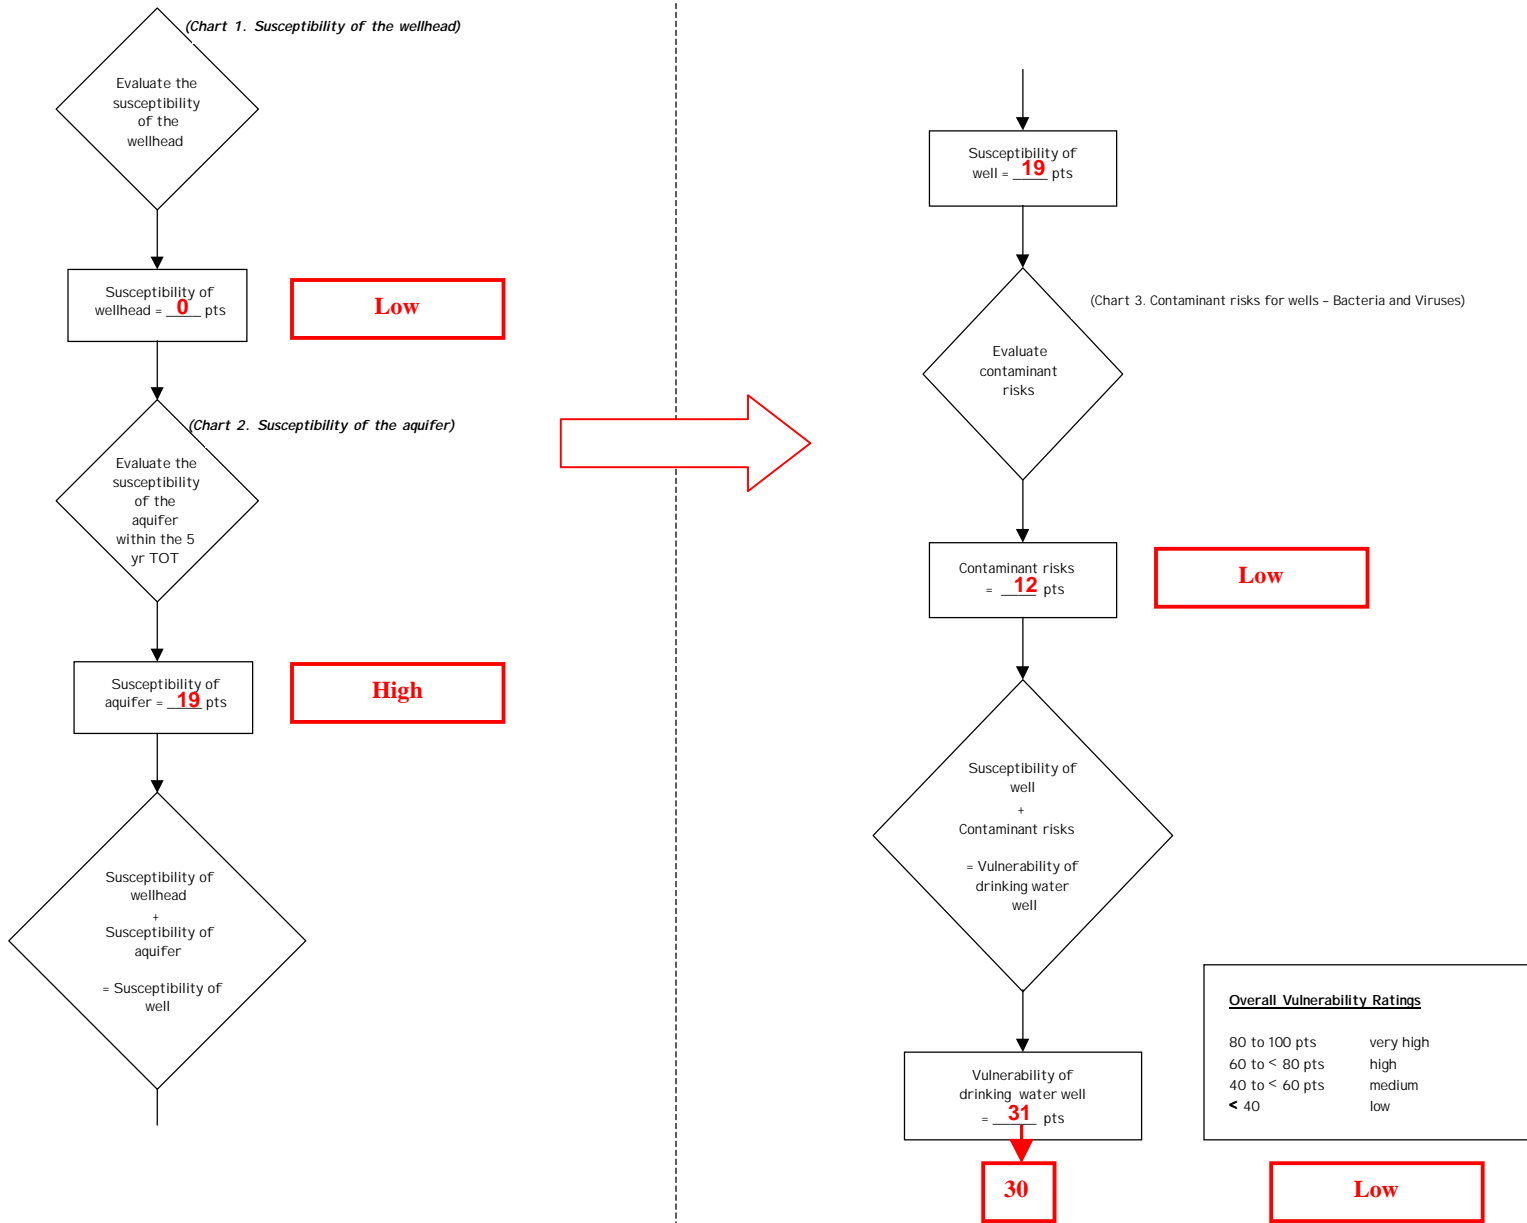 (Chart 1. Susceptibility of the wellhead)
Evaluate the
susceptibility
of the
wellhead
Susceptibility of
wellhead = 0 pts
Low
(Chart 2. Susceptibility of the aquifer)
Evaluate the
susceptibility
of the
aquifer
within the 5
yr TOT
Susceptibility of
aquifer = 19 pts
High
Susceptibility of
wellhead
+
Susceptibility of
aquifer
= Susceptibility of
well
Susceptibility of
well = 19 pts
(Chart 3. Contaminant risks for wells – Bacteria and Viruses)
Evaluate
contaminant
risks
Contaminant risks
= 12 pts
Low
Susceptibility of
well
+
Contaminant risks
= Vulnerability of
drinking water
well
Vulnerability of
drinking water well
= 31 pts
30
Overall Vulnerability Ratings
80 to 100 pts very high
60 to < 80 pts high
40 to < 60 pts medium
< 40 low
Low